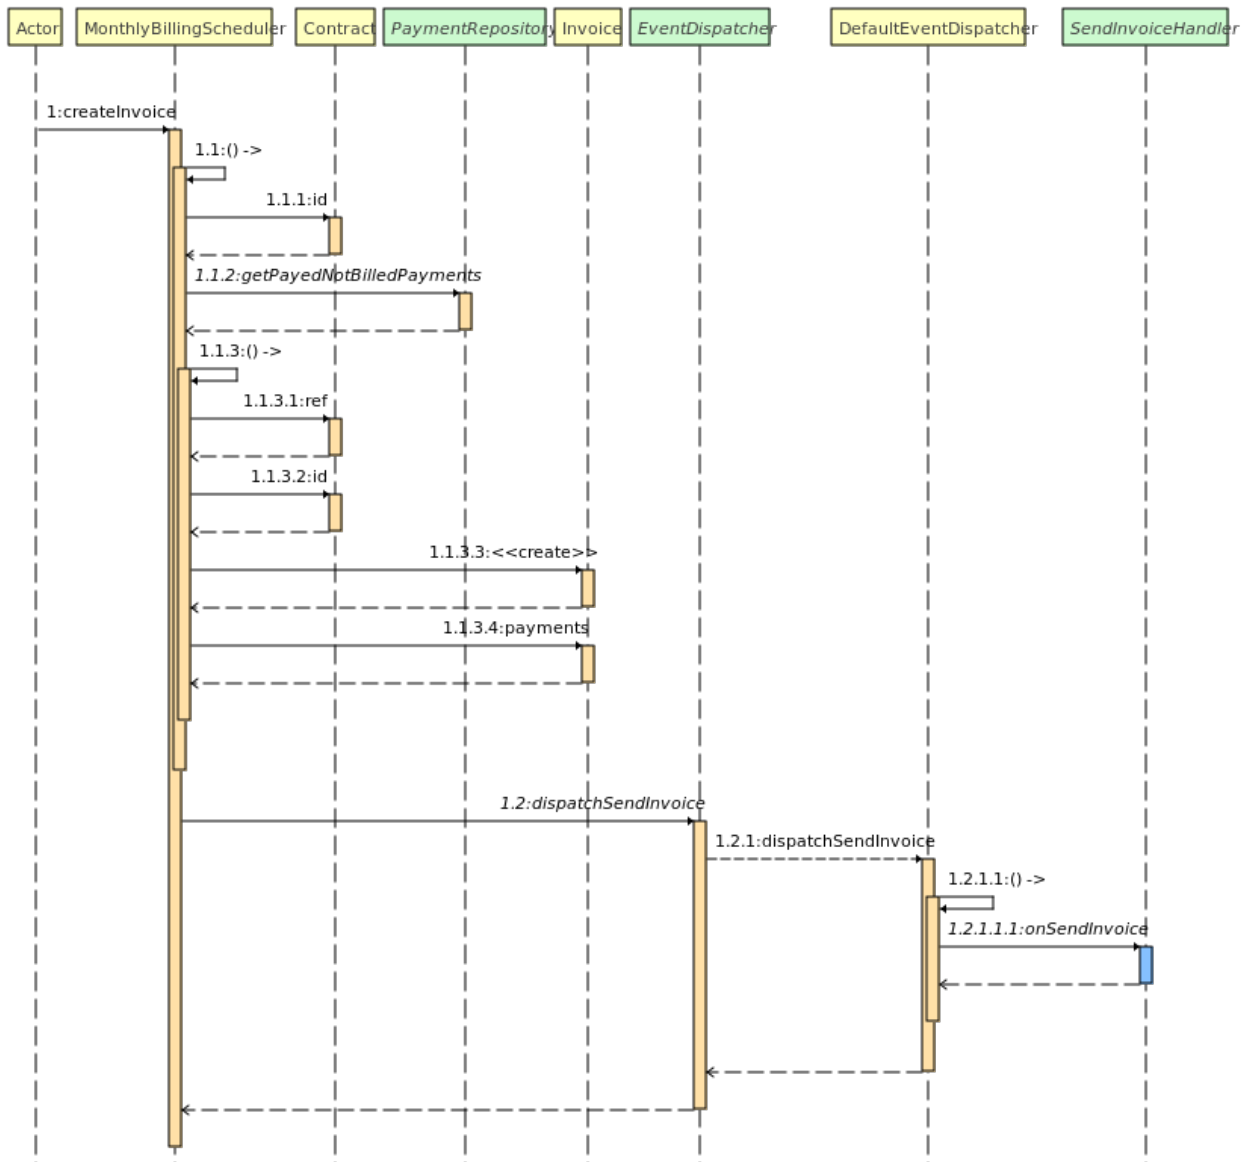 Actor
MonthlyBillingScheduler
Contract
PaymentRepository
Invoice
EventDispatcher
DefaultEventDispatcher
SendInvoiceHandler
1:createInvoice
1.1:() ->
1.1.1:id
1.1.2:getPayedNotBilledPayments
1.1.3:() ->
1.1.3.1:ref
1.1.3.2:id
1.1.3.3:<<create>>
1.1.3.4:payments
1.2:dispatchSendInvoice
1.2.1:dispatchSendInvoice
1.2.1.1:() ->
1.2.1.1.1:onSendInvoice